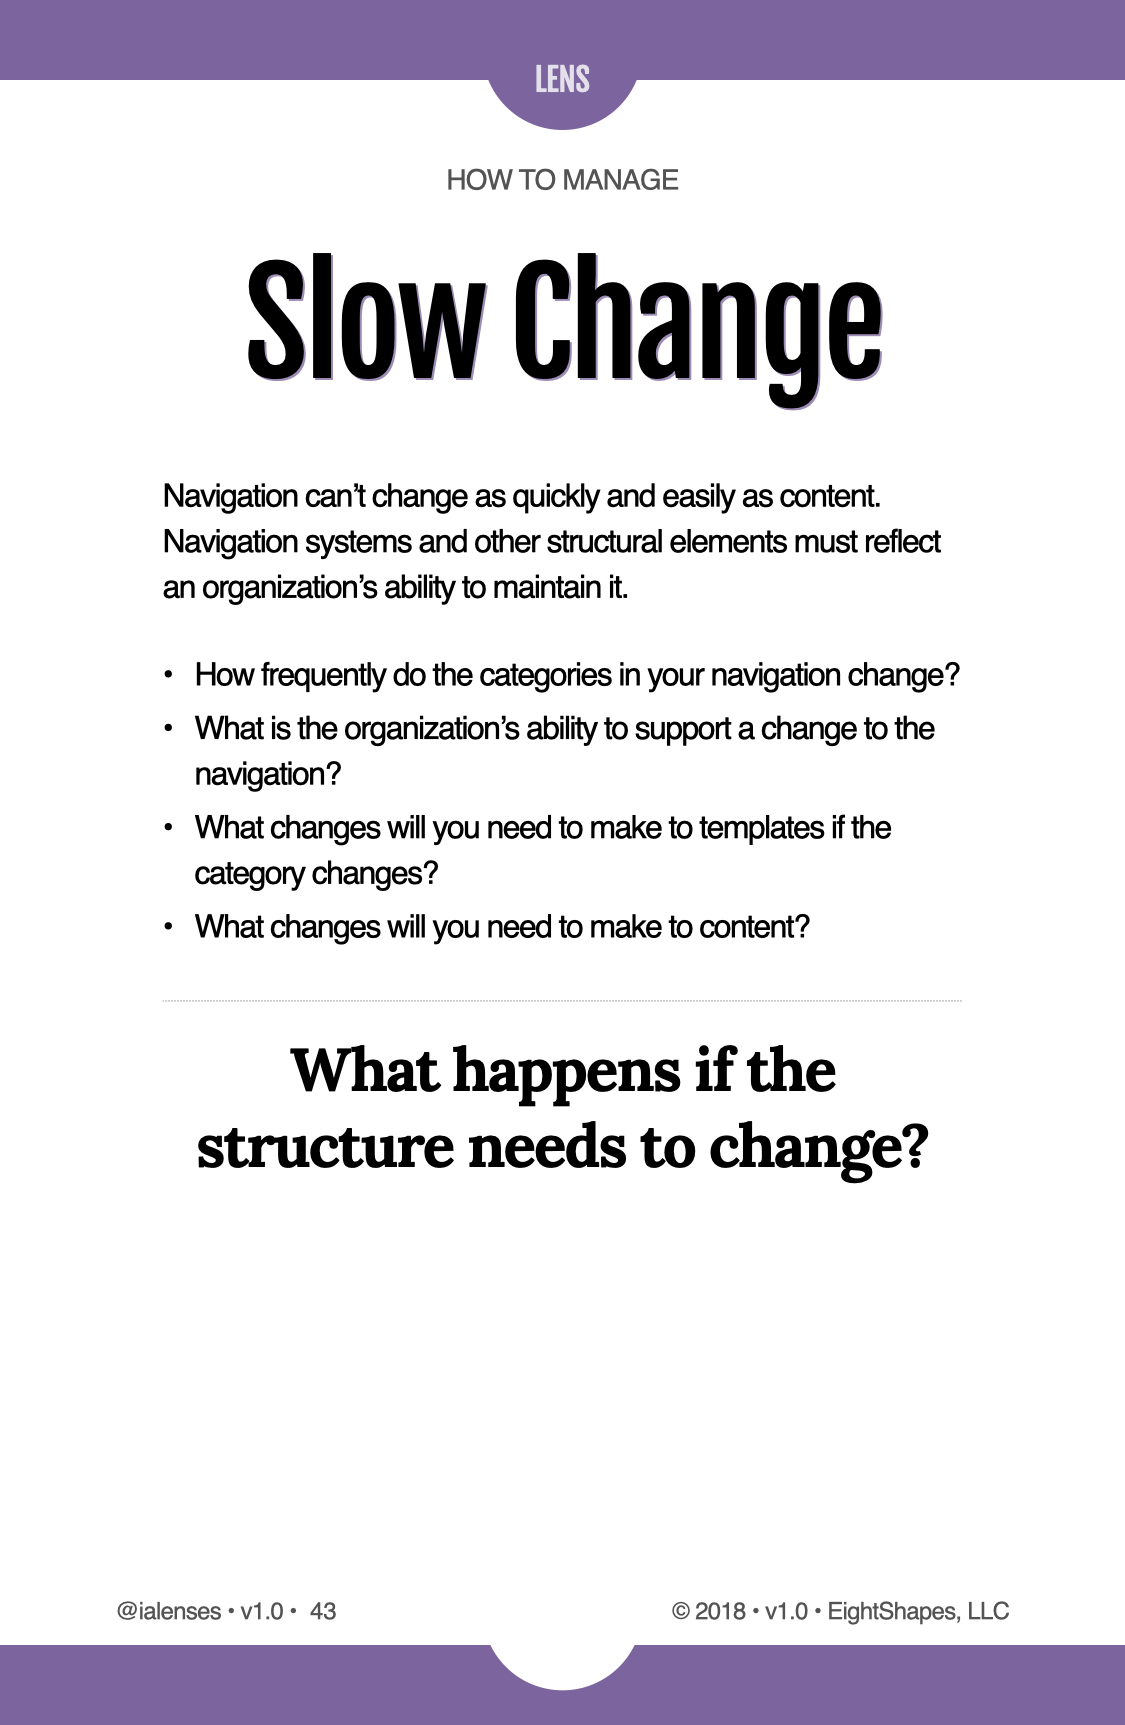 LENS
HOW TO MANAGE
Slow Change
Navigation can’t change as quickly and easily as content.
Navigation systems and other structural elements must reflect
an organization’s ability to maintain it.
• How frequently do the categories in your navigation change?
• What is the organization’s ability to support a change to the
navigation?
• What changes will you need to make to templates if the
category changes?
• What changes will you need to make to content?
What happens if the
structure needs to change?
@ialenses • v1.0 • 43
© 2018 • v1.0 • EightShapes, LLC